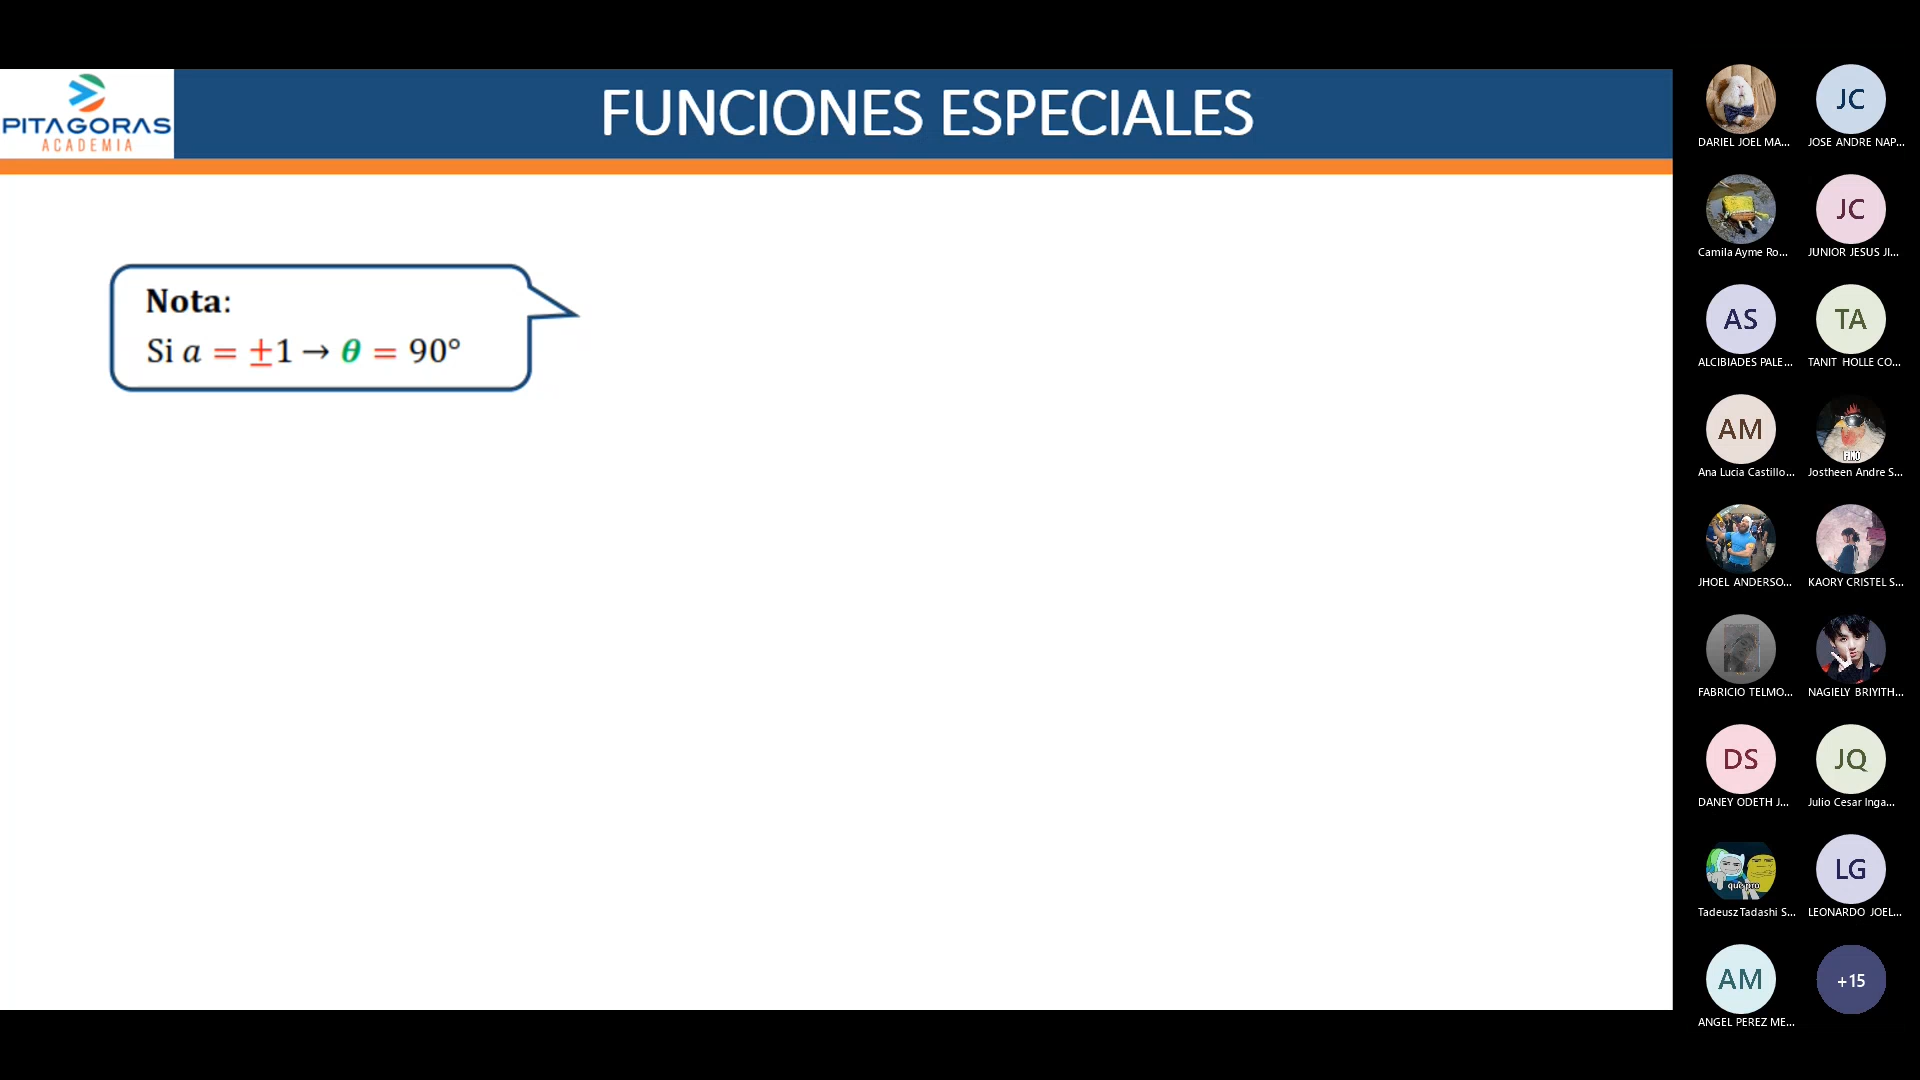 PITAGORAS
ACADEMIA
FUNCIONES ESPECIALES
Nota:
Si a = ±1 → θ = 90°
DARIEL JOEL MA...
JC
JOSE ANDRE NAP...
Camila Ayme Ro...
JC
JUNIOR JESUS JI...
AS
ALCIBIADES PALE...
TA
TANIT HOLLE CO...
AM
Ana Lucia Castillo...
FINO
Jostheen Andre S...
JHOEL ANDERSO...
KAORY CRISTEL S...
FABRICIO TELMO...
NAGIELY BRIYITH...
DS
DANEY ODETH J...
JQ
Julio Cesar Inga...
que pro
Tadeusz Tadashi S...
LG
LEONARDO JOEL...
AM
ANGEL PEREZ ME...
+15